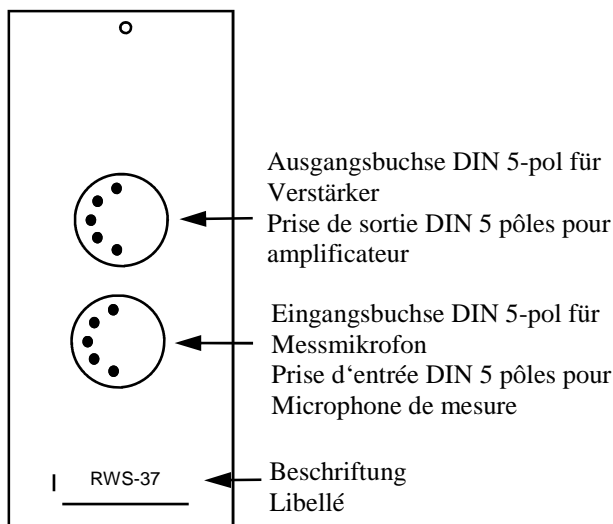 Ausgangsbuchse DIN 5-pol für
Verstärker
Prise de sortie DIN 5 pôles pour
amplificateur
Eingangsbuchse DIN 5-pol für
Messmikrofon
Prise d‘entrée DIN 5 pôles pour
Microphone de mesure
RWS-37
Beschriftung
Libellé